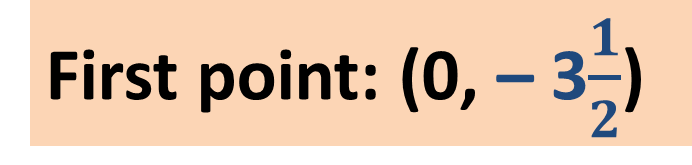 First point: (0, – 3½)